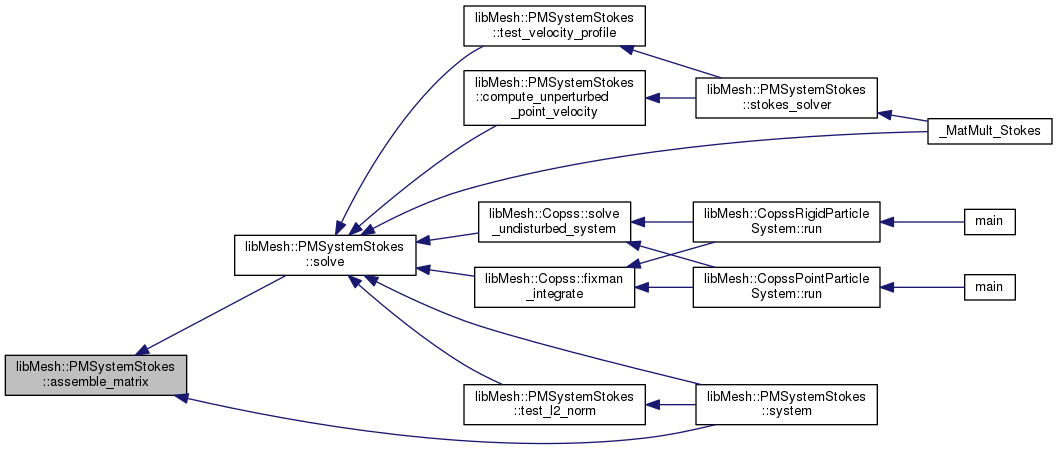 libMesh::PMSystemStokes
::test_velocity_profile
libMesh::PMSystemStokes
::compute_unperturbed
_point_velocity
libMesh::PMSystemStokes
::stokes_solver
_MatMult_Stokes
libMesh::Copss::solve
_undisturbed_system
libMesh::CopssRigidParticle
System::run
main
libMesh::PMSystemStokes
::solve
libMesh::Copss::fixman
_integrate
libMesh::CopssPointParticle
System::run
main
libMesh::PMSystemStokes
::assemble_matrix
libMesh::PMSystemStokes
::test_l2_norm
libMesh::PMSystemStokes
::system